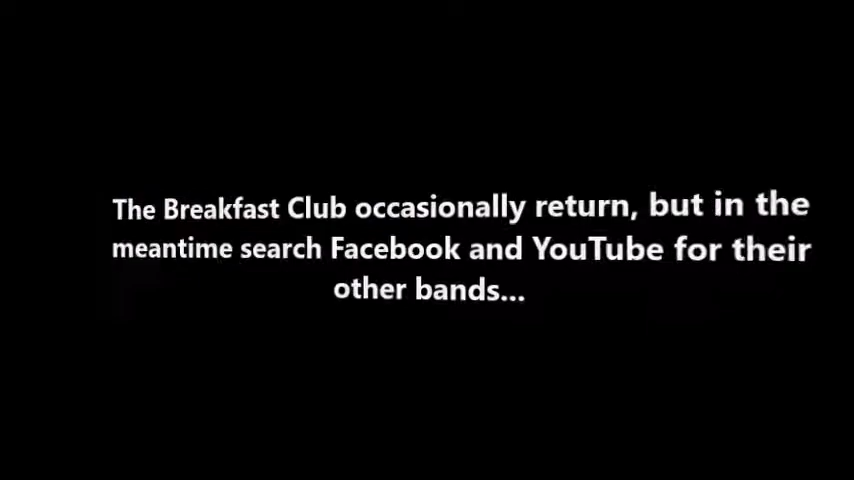 The Breakfast Club occasionally return, but in the
meantime search Facebook and YouTube for their
other bands...